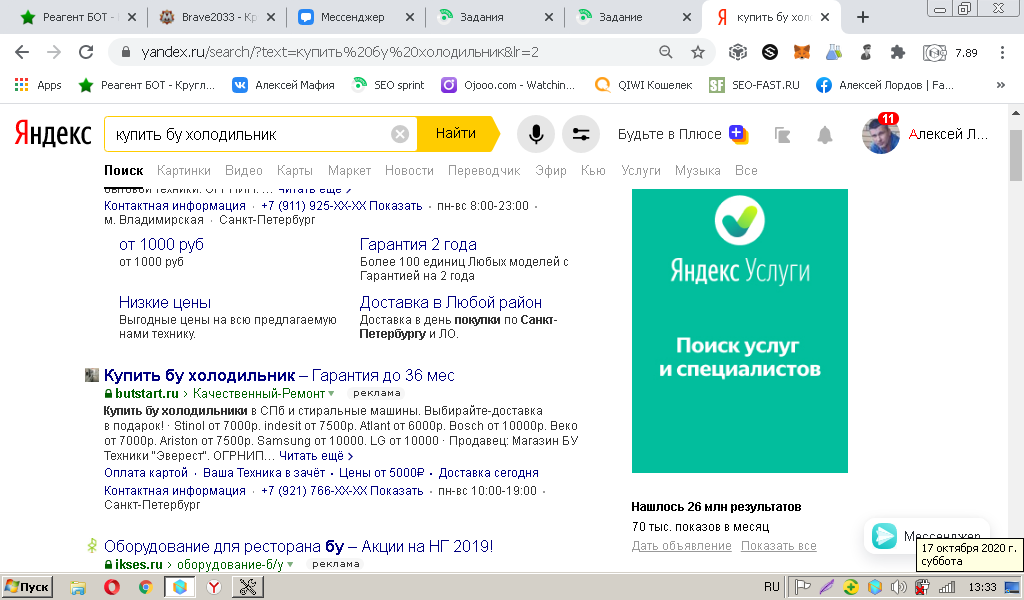 Реагент БОТ -
Brave2033 - Кр
Мессенджер
Задания
Задание
купить бу хол
yandex.ru/search/?text=купить%20бу%20холодильник&lr=2
7.89
Apps
Реагент БОТ - Кругл...
Алексей Мафия
SEO sprint
Ojooo.com - Watchin...
QIWI Кошелек
SEO-FAST.RU
Алексей Лордов | Fa...
Яндекс
купить бу холодильник
Найти
Будьте в Плюсе
11
Алексей Л...
Поиск Картинки Видео Карты Маркет Новости Переводчик Эфир Кью Услуги Музыка Все
бытовой техники. ОГРНИП: ... Читать ещё >
Контактная информация · +7 (911) 925-XX-XX Показать · пн-вс 8:00-23:00 ·
м. Владимирская · Санкт-Петербург
от 1000 руб
от 1000 руб
Гарантия 2 года
Более 100 единиц Любых моделей с
Гарантией на 2 года
Низкие цены
Выгодные цены на всю предлагаемую
нами технику.
Доставка в Любой район
Доставка в день покупки по Санкт-
Петербургу и ЛО.
Купить бу холодильник – Гарантия до 36 мес
butstart.ru › Качественный-Ремонт реклама
Купить бу холодильники в СПб и стиральные машины. Выбирайте-доставка
в подарок! · Stinol от 7000р. indesit от 7500р. Atlant от 6000р. Bosch от 10000р. Веко
от 7000р. Ariston от 7500р. Samsung от 10000. LG от 10000 · Продавец: Магазин БУ
Техники "Эверест". ОГРНИП... Читать ещё >
Оплата картой · Ваша Техника в зачёт · Цены от 5000₽ · Доставка сегодня
Контактная информация · +7 (921) 766-XX-XX Показать · пн-вс 10:00-19:00 ·
Санкт-Петербург
Оборудование для ресторана бу – Акции на НГ 2019!
ikses.ru › оборудование-б/у реклама
Яндекс Услуги
Поиск услуг
и специалистов
Нашлось 26 млн результатов
70 тыс. показов в месяц
Дать объявление Показать все
Мессенджер
17 октября 2020 г.
суббота
Пуск
RU
13:33